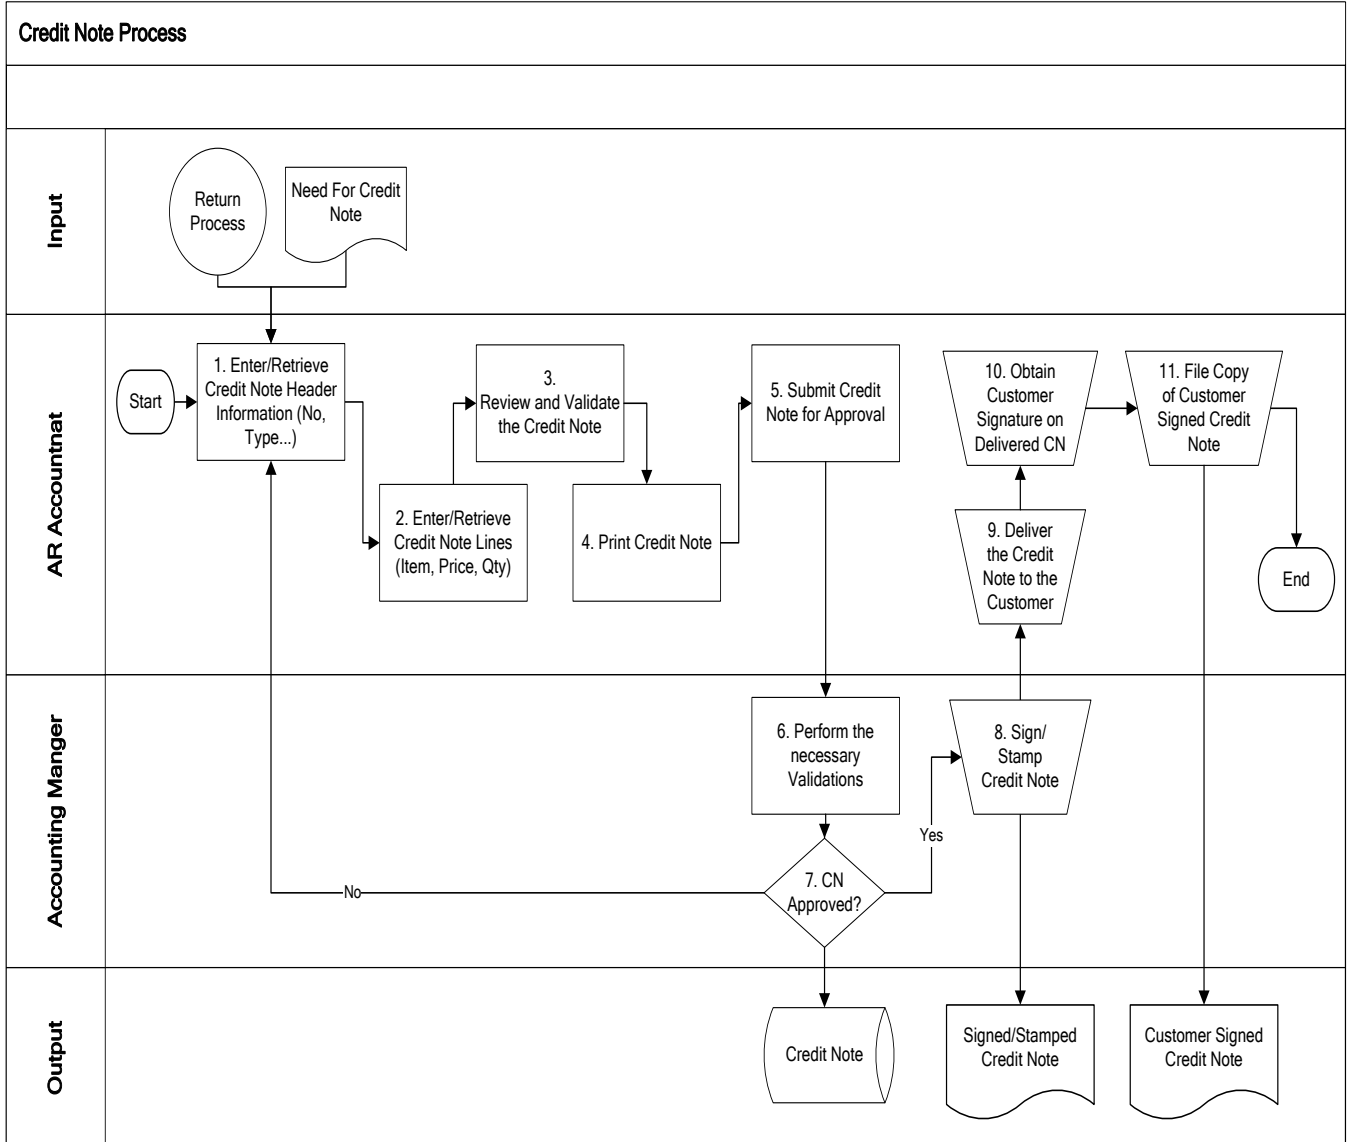 Credit Note Process
Input
Return
Process
Need For Credit
Note
AR Accountnat
Start
1. Enter/Retrieve
Credit Note Header
Information (No,
Type...)
2. Enter/Retrieve
Credit Note Lines
(Item, Price, Qty)
3.
Review and Validate
the Credit Note
4. Print Credit Note
5. Submit Credit
Note for Approval
10. Obtain
Customer
Signature on
Delivered CN
11. File Copy
of Customer
Signed Credit
Note
9. Deliver
the Credit
Note to the
Customer
End
Accounting Manger
6. Perform the
necessary
Validations
7. CN
Approved?
No
Yes
8. Sign/
Stamp
Credit Note
Output
Credit Note
Signed/Stamped
Credit Note
Customer Signed
Credit Note